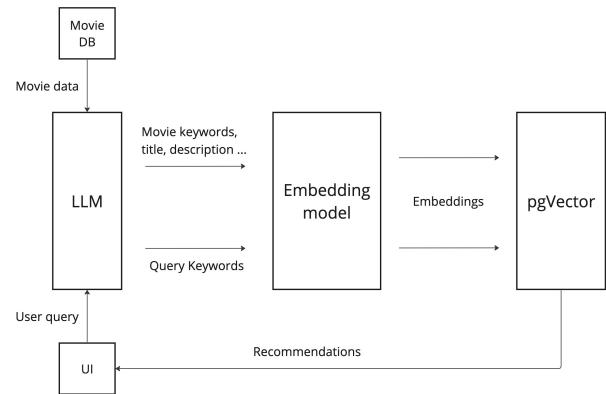 Movie
DB
Movie data
LLM
Movie keywords,
title, description ...
Query Keywords
Embedding
model
Embeddings
pgVector
User query
UI
Recommendations